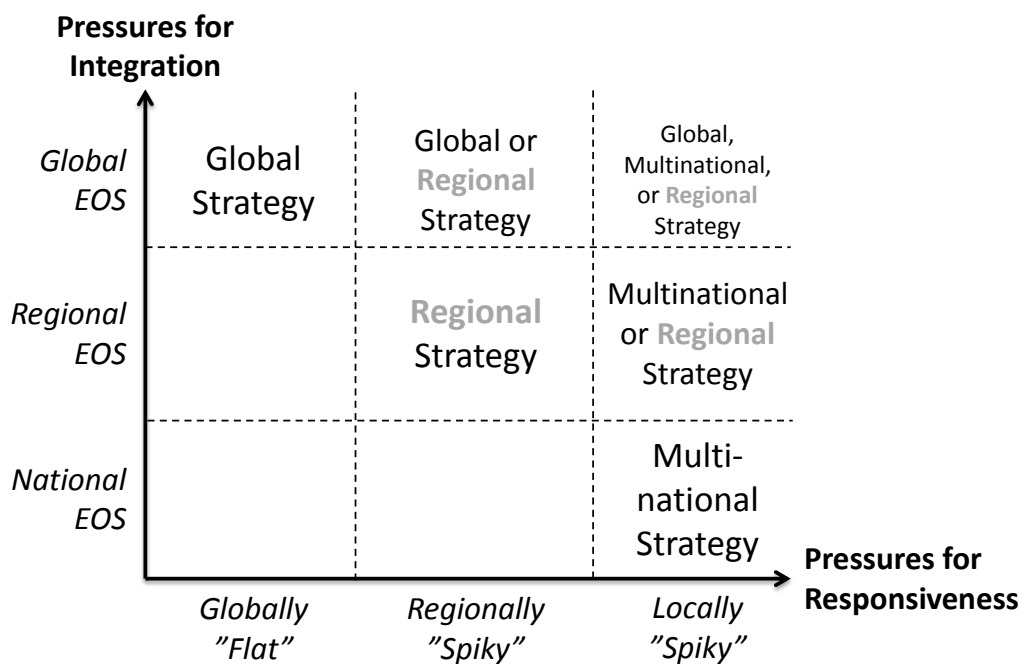 Pressures for
Integration
Global
EOS
Global
Strategy
Global or
Regional
Strategy
Global,
Multinational,
or Regional
Strategy
Regional
EOS
Regional
Strategy
Multinational
or Regional
Strategy
National
EOS
Multi-
national
Strategy
Pressures for
Responsiveness
Globally
”Flat”
Regionally
”Spiky”
Locally
”Spiky”